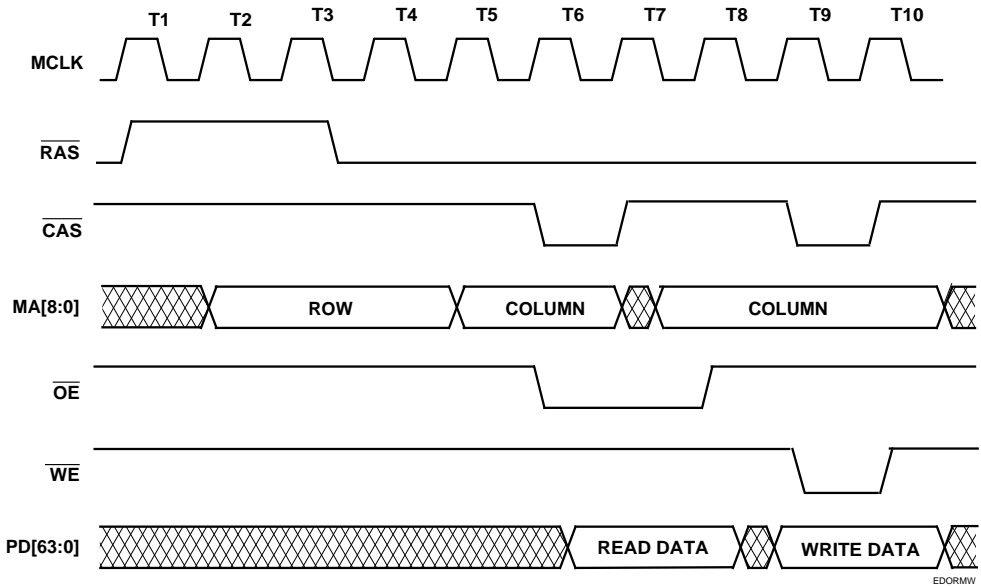 T1 T2 T3 T4 T5 T6 T7 T8 T9 T10
MCLK
RAS
CAS
MA[8:0] ROW COLUMN COLUMN
OE
WE
PD[63:0] READ DATA WRITE DATA
EDORMW